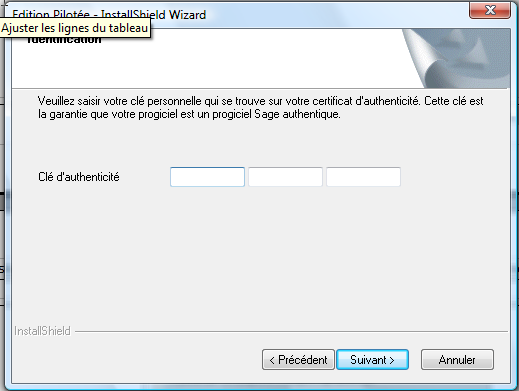 Edition Pilotée - InstallShield Wizard
Ajuster les lignes du tableau
Identification
Veuillez saisir votre clé personnelle qui se trouve sur votre certificat d'authenticité. Cette clé est
la garantie que votre progiciel est un progiciel Sage authentique.
Clé d'authenticité
InstallShield
< Précédent
Suivant >
Annuler